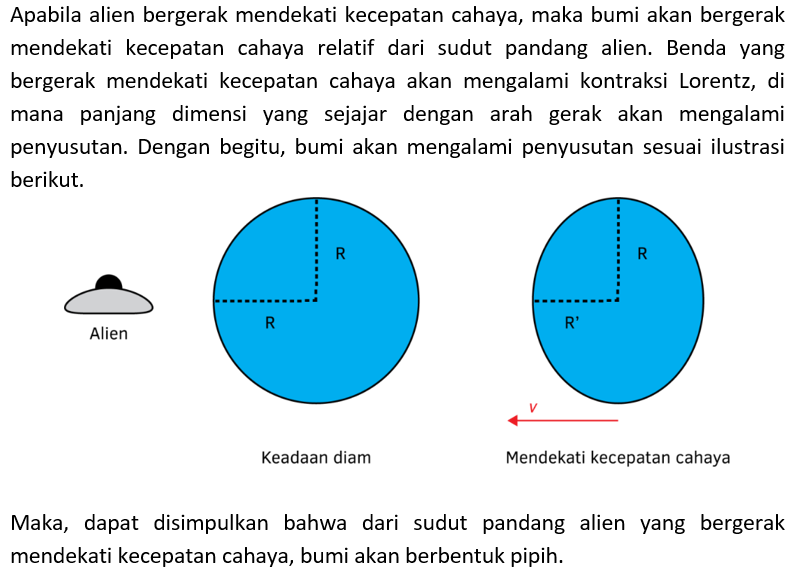 Apabila alien bergerak mendekati kecepatan cahaya, maka bumi akan bergerak
mendekati kecepatan cahaya relatif dari sudut pandang alien. Benda yang
bergerak mendekati kecepatan cahaya akan mengalami kontraksi Lorentz, di
mana panjang dimensi yang sejajar dengan arah gerak akan mengalami
penyusutan. Dengan begitu, bumi akan mengalami penyusutan sesuai ilustrasi
berikut.
R
R
Alien
R
R'
v
Keadaan diam
Mendekati kecepatan cahaya
Maka, dapat disimpulkan bahwa dari sudut pandang alien yang bergerak
mendekati kecepatan cahaya, bumi akan berbentuk pipih.